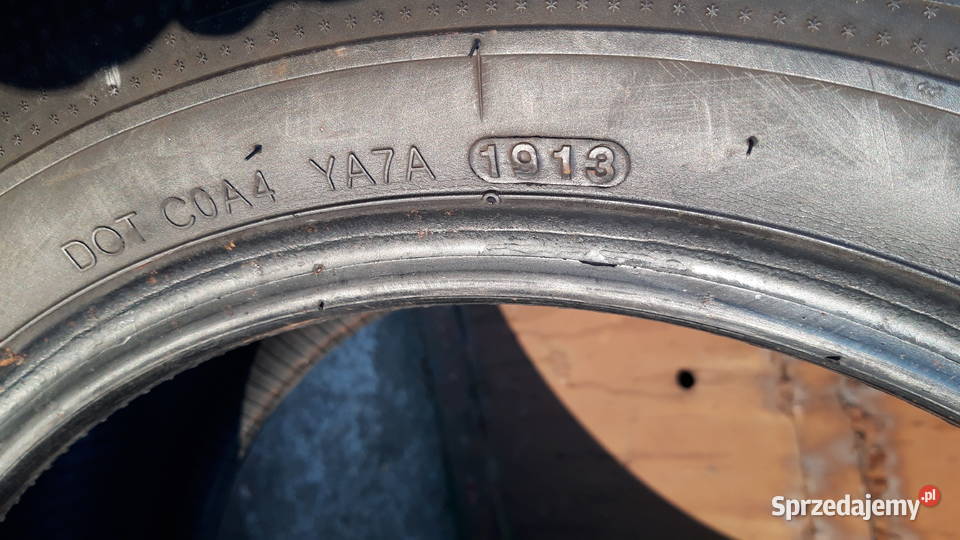 DOT C0A4 YA7A 1913
Sprzedajemy.pl